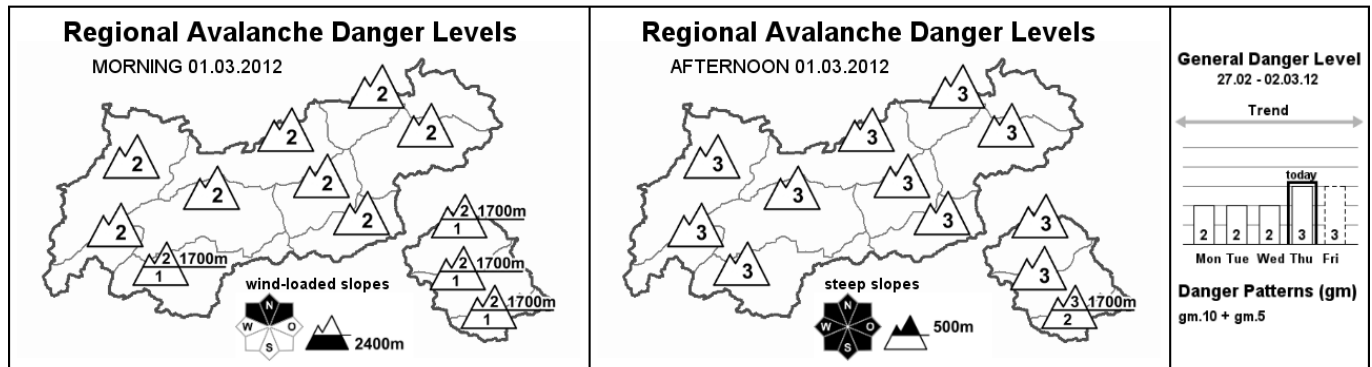 Regional Avalanche Danger Levels
MORNING 01.03.2012
2
2
2
2
2
2
2
2
2 1700m
1
2 1700m
1
2 1700m
1
2 1700m
1
wind-loaded slopes
N
W O
S
2400m
Regional Avalanche Danger Levels
AFTERNOON 01.03.2012
3
3
3
3
3
3
3
3
3
3
3
3 1700m
2
steep slopes
N
W O
S
500m
General Danger Level
27.02 - 02.03.12
Trend
today
2 2 2 3 3
Mon Tue Wed Thu Fri
Danger Patterns (gm)
gm.10 + gm.5